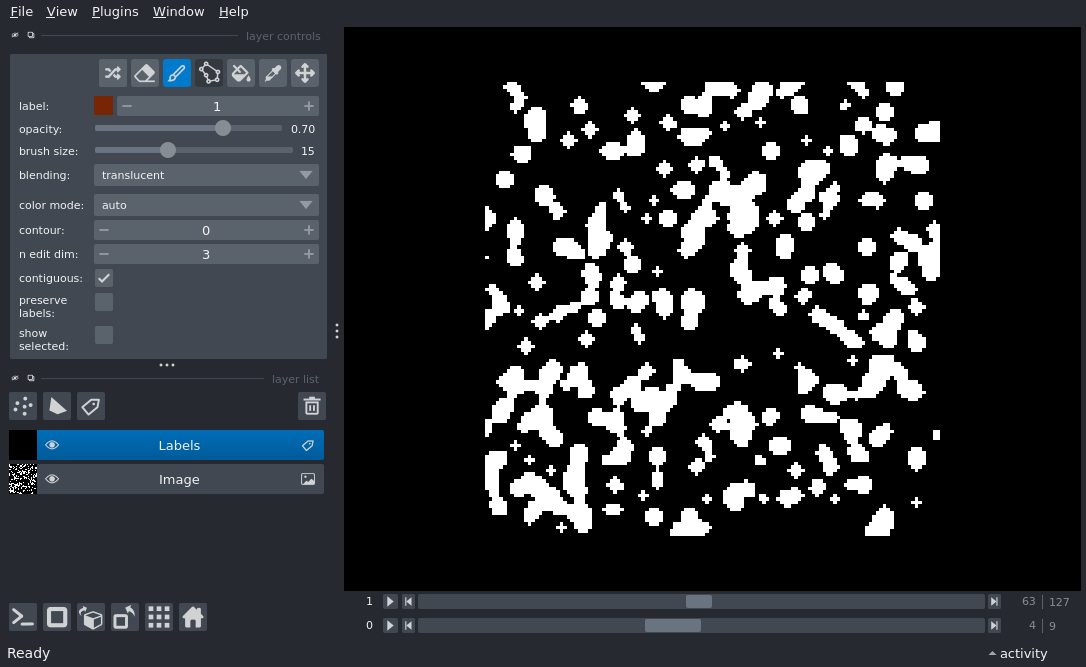 File View Plugins Window Help
layer controls
label: 1
opacity: 0.70
brush size: 15
blending: translucent
color mode: auto
contour: 0
n edit dim: 3
contiguous:
preserve
labels:
show
selected:
layer list
Labels
Image
1 63 127
0 4 9
Ready activity